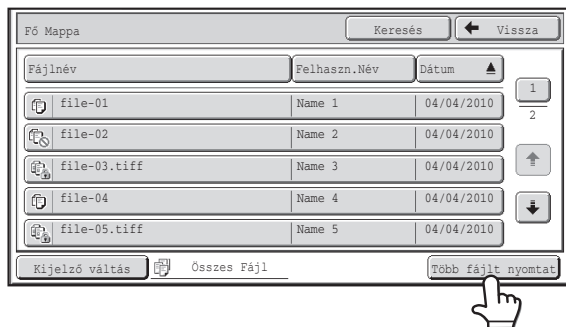 Fő Mappa Keresés Vissza
Fájlnév Felhaszn.Név Dátum
file-01 Name 1 04/04/2010
file-02 Name 2 04/04/2010
file-03.tiff Name 3 04/04/2010
file-04 Name 4 04/04/2010
file-05.tiff Name 5 04/04/2010
1
2
Kijelző váltás Összes Fájl Több fájlt nyomtat